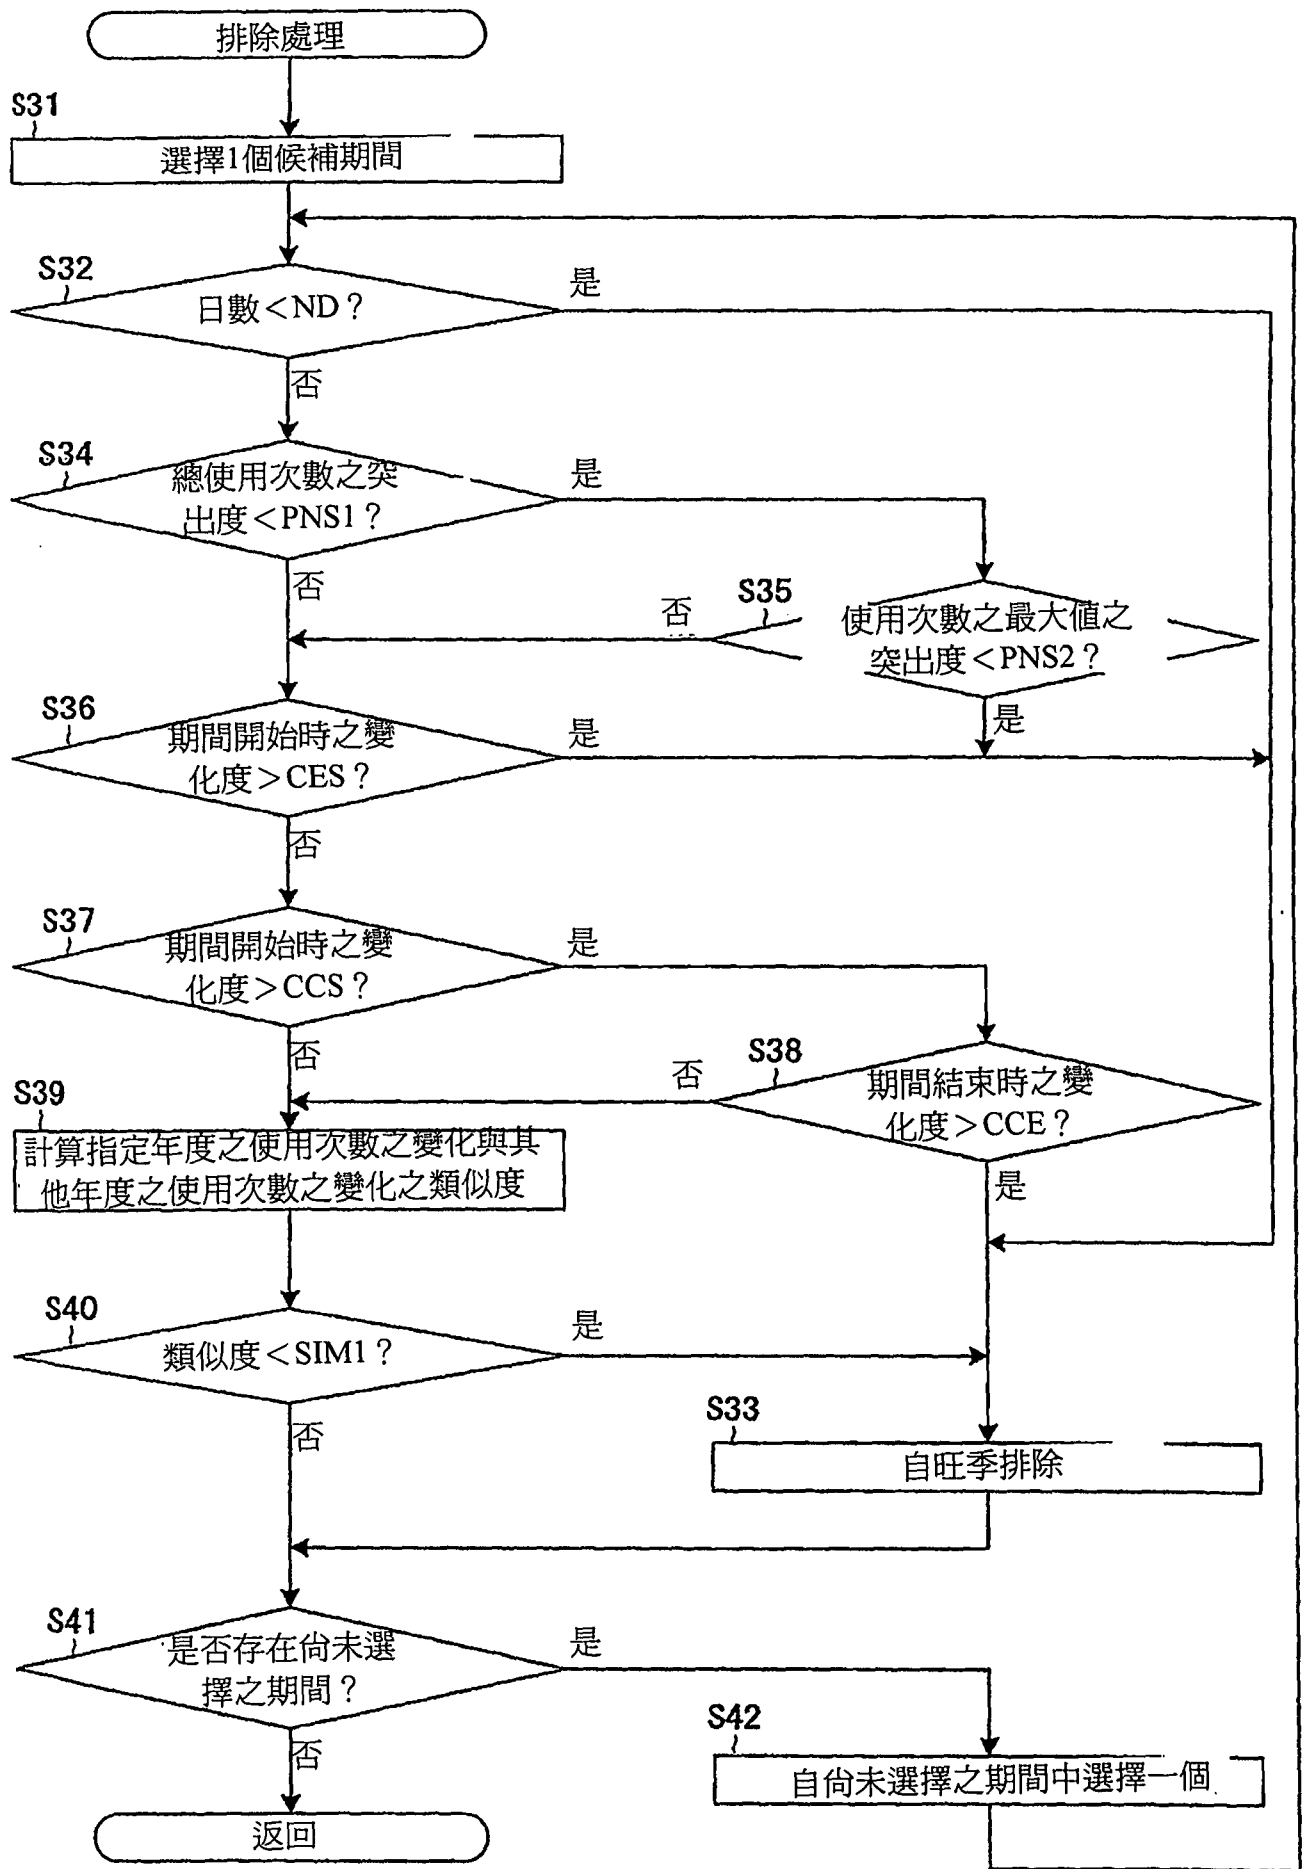 排除處理
S31
選擇1個候補期間
S32
日數<ND?
是
否
S34
總使用次數之突
出度<PNS1?
是
否
S35
使用次數之最大值之
突出度<PNS2?
否
是
S36
期間開始時之變
化度>CES?
是
否
S37
期間開始時之變
化度>CCS?
是
否
S38
期間結束時之變
化度>CCE?
否
是
S39
計算指定年度之使用次數之變化與其
他年度之使用次數之變化之類似度
S40
類似度<SIM1?
是
否
S33
自旺季排除
S41
是否存在尚未選
擇之期間?
是
否
S42
自尚未選擇之期間中選擇一個
返回